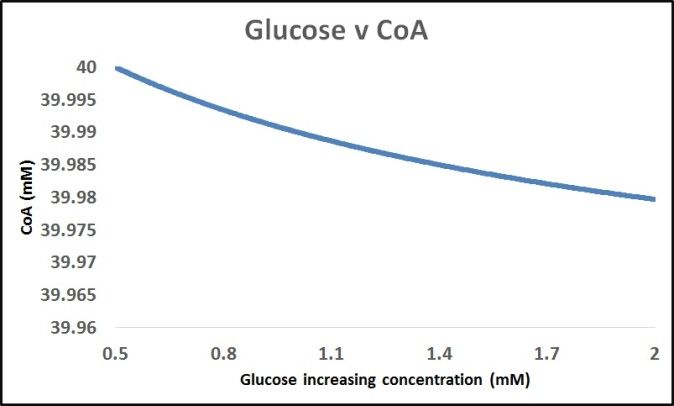 Glucose v CoA
40
39.995
39.99
39.985
39.98
39.975
39.97
39.965
39.96
CoA (mM)
0.5 0.8 1.1 1.4 1.7 2
Glucose increasing concentration (mM)